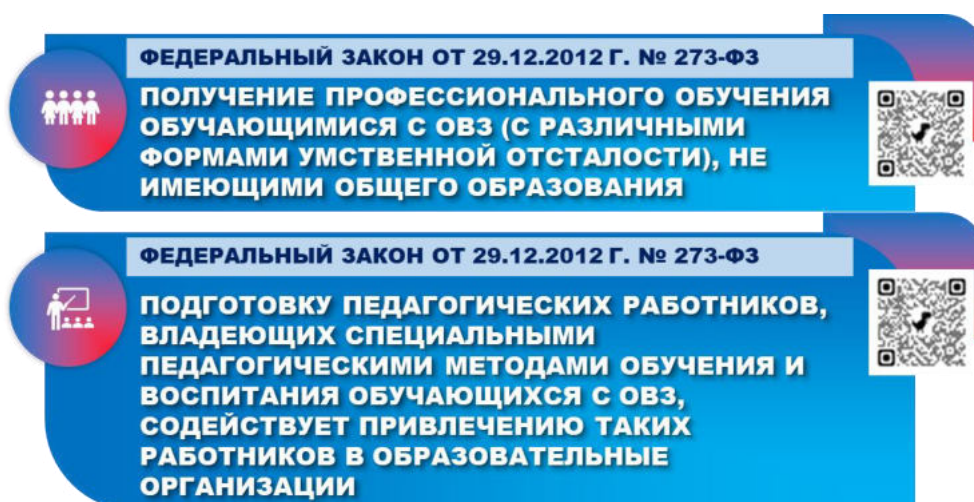 ФЕДЕРАЛЬНЫЙ ЗАКОН ОТ 29.12.2012 Г. № 273-ФЗ
ПОЛУЧЕНИЕ ПРОФЕССИОНАЛЬНОГО ОБУЧЕНИЯ
ОБУЧАЮЩИМИСЯ С ОВЗ (С РАЗЛИЧНЫМИ
ФОРМАМИ УМСТВЕННОЙ ОТСТАЛОСТИ), НЕ
ИМЕЮЩИМИ ОБЩЕГО ОБРАЗОВАНИЯ
ФЕДЕРАЛЬНЫЙ ЗАКОН ОТ 29.12.2012 Г. № 273-ФЗ
ПОДГОТОВКУ ПЕДАГОГИЧЕСКИХ РАБОТНИКОВ,
ВЛАДЕЮЩИХ СПЕЦИАЛЬНЫМИ
ПЕДАГОГИЧЕСКИМИ МЕТОДАМИ ОБУЧЕНИЯ И
ВОСПИТАНИЯ ОБУЧАЮЩИХСЯ С ОВЗ,
СОДЕЙСТВУЕТ ПРИВЛЕЧЕНИЮ ТАКИХ
РАБОТНИКОВ В ОБРАЗОВАТЕЛЬНЫЕ
ОРГАНИЗАЦИИ